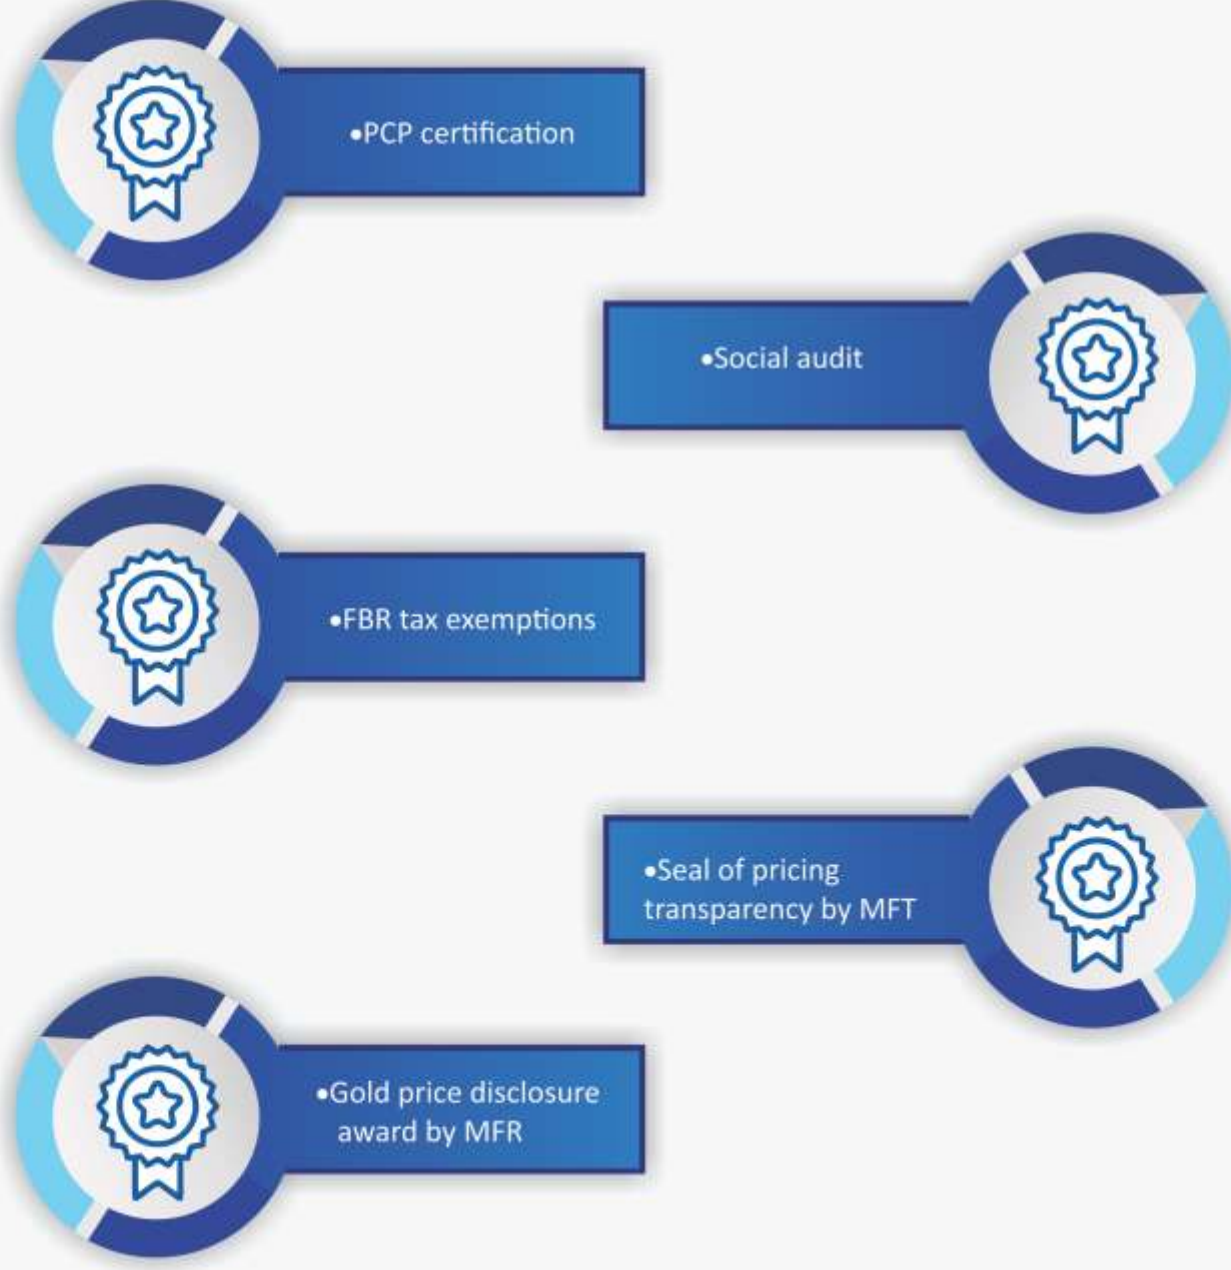 •PCP certification
•Social audit
•FBR tax exemptions
•Seal of pricing
transparency by MFT
•Gold price disclosure
award by MFR